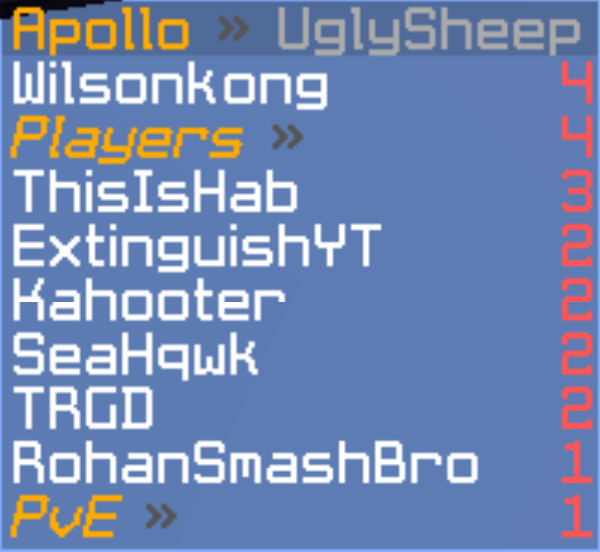 Apollo » UglySheep
Wilsonkong 4
Players » 4
ThisIsHab 3
ExtinguishYT 2
Kahooter 2
SeaHqwk 2
TRGD 2
RohanSmashBro 1
PvE » 1